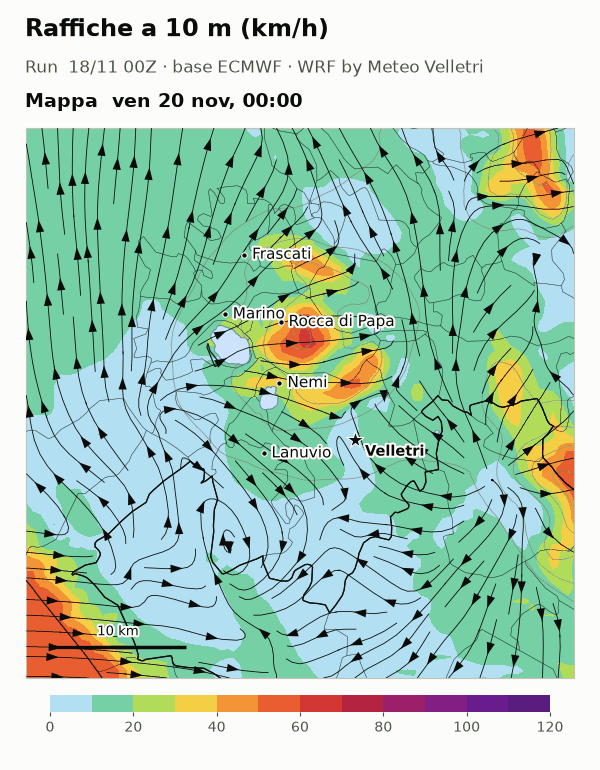 Raffiche a 10 m (km/h)
Run  18/11 00Z · base ECMWF · WRF by Meteo Velletri
Mappa  ven 20 nov, 00:00
Frascati
Marino
Rocca di Papa
Nemi
Lanuvio
Velletri
10 km
0 20 40 60 80 100 120